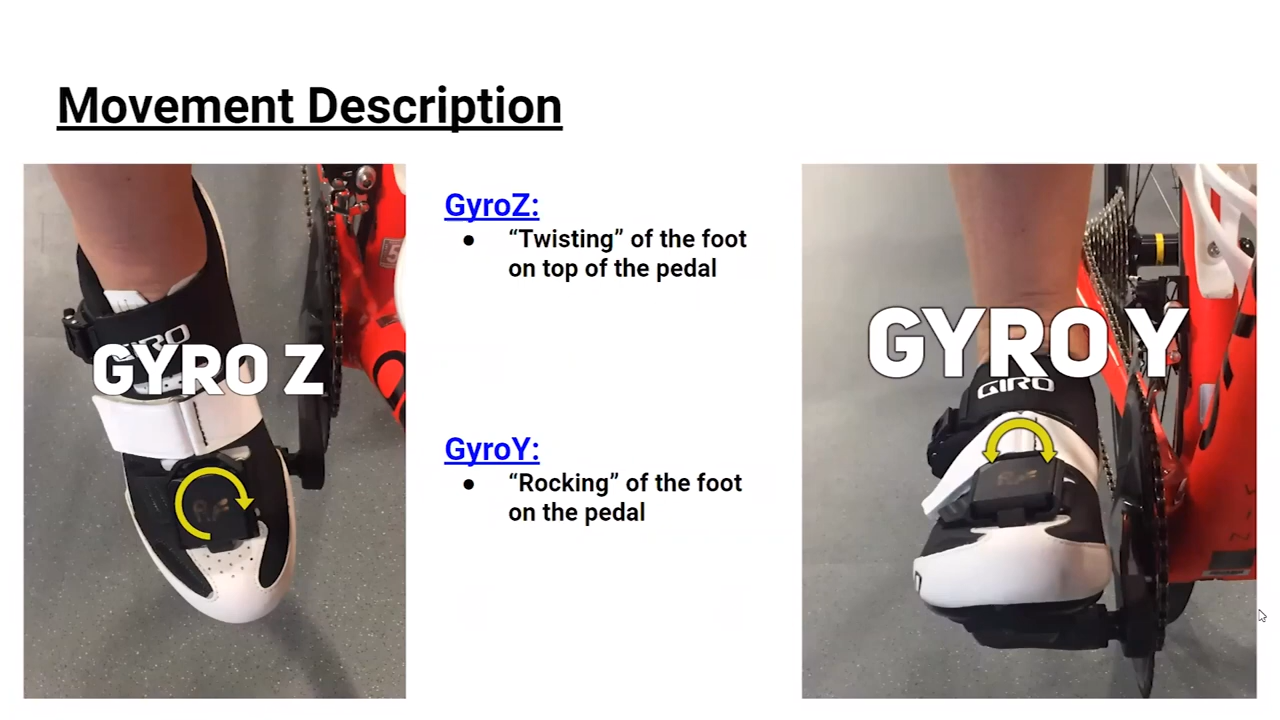 Movement Description
GyroZ:
● “Twisting” of the foot
on top of the pedal
GIRO
GYRO Z
GyroY:
● “Rocking” of the foot
on the pedal
GYRO Y
GIRO